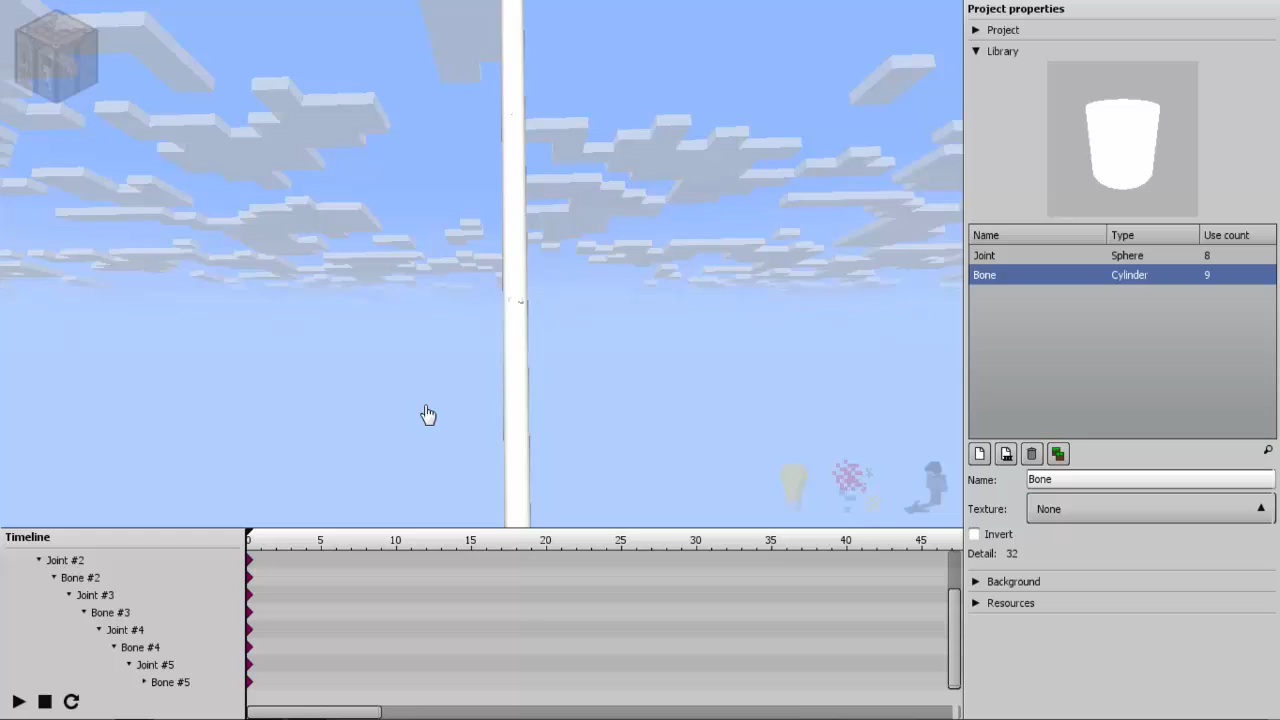 Project properties
Project
Library
Name Type Use count
Joint Sphere 8
Bone Cylinder 9
Name: Bone
Texture: None
Invert
Detail: 32
Background
Resources
Timeline
0 5 10 15 20 25 30 35 40 45
Joint #2
Bone #2
Joint #3
Bone #3
Joint #4
Bone #4
Joint #5
Bone #5